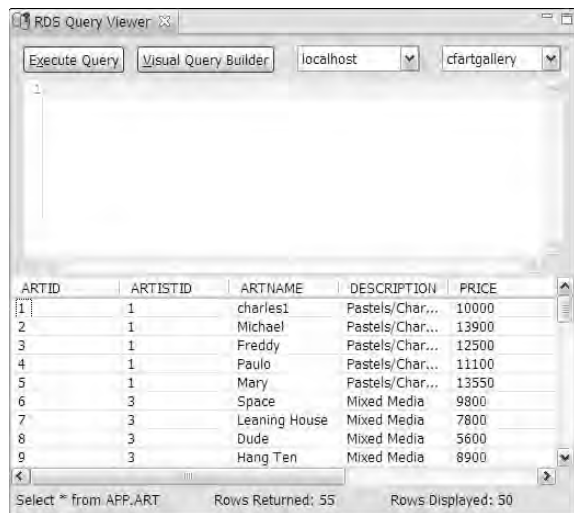 RDS Query Viewer
Execute Query Visual Query Builder localhost cfartgallery
1
ARTID ARTISTID ARTNAME DESCRIPTION PRICE
1 1 charles1 Pastels/Char... 10000
2 1 Michael Pastels/Char... 13900
3 1 Freddy Pastels/Char... 12500
4 1 Paulo Pastels/Char... 11100
5 1 Mary Pastels/Char... 13550
6 3 Space Mixed Media 9800
7 3 Leaning House Mixed Media 7800
8 3 Dude Mixed Media 5600
9 3 Hang Ten Mixed Media 8900
Select * from APP.ART Rows Returned: 55 Rows Displayed: 50